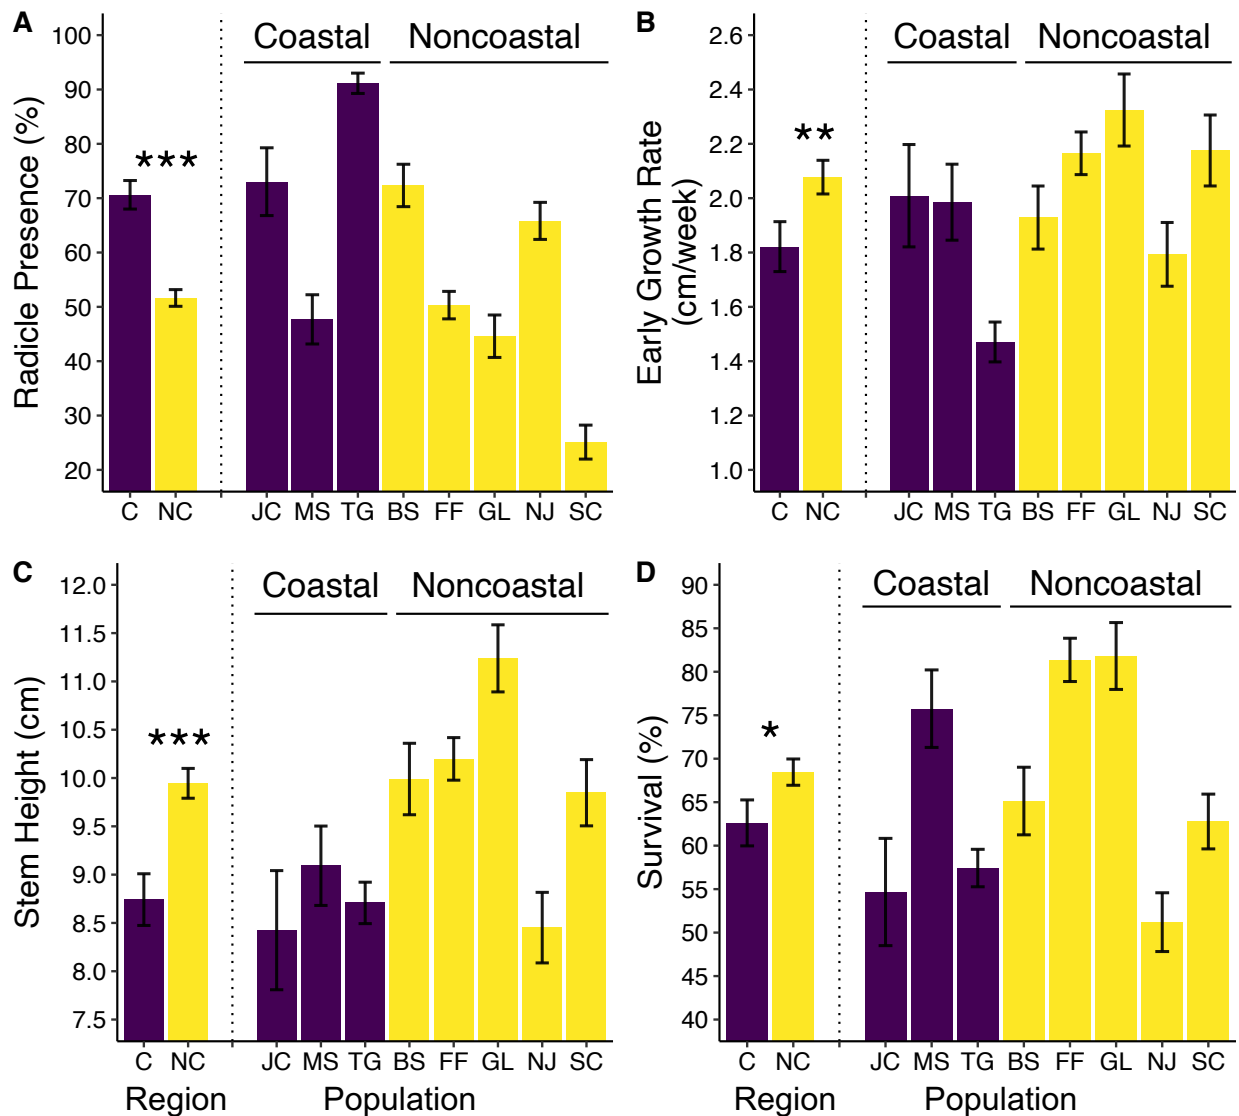 A
Coastal Noncoastal
Radicle Presence (%)
100
90
80
70
60
50
40
30
20
***
C NC JC MS TG BS FF GL NJ SC
B
Coastal Noncoastal
Early Growth Rate
(cm/week)
2.6
2.4
2.2
2.0
1.8
1.6
1.4
1.2
1.0
**
C NC JC MS TG BS FF GL NJ SC
C
Coastal Noncoastal
Stem Height (cm)
12.0
11.5
11.0
10.5
10.0
9.5
9.0
8.5
8.0
7.5
***
C NC JC MS TG BS FF GL NJ SC
Region Population
D
Coastal Noncoastal
Survival (%)
90
85
80
75
70
65
60
55
50
45
40
*
C NC JC MS TG BS FF GL NJ SC
Region Population